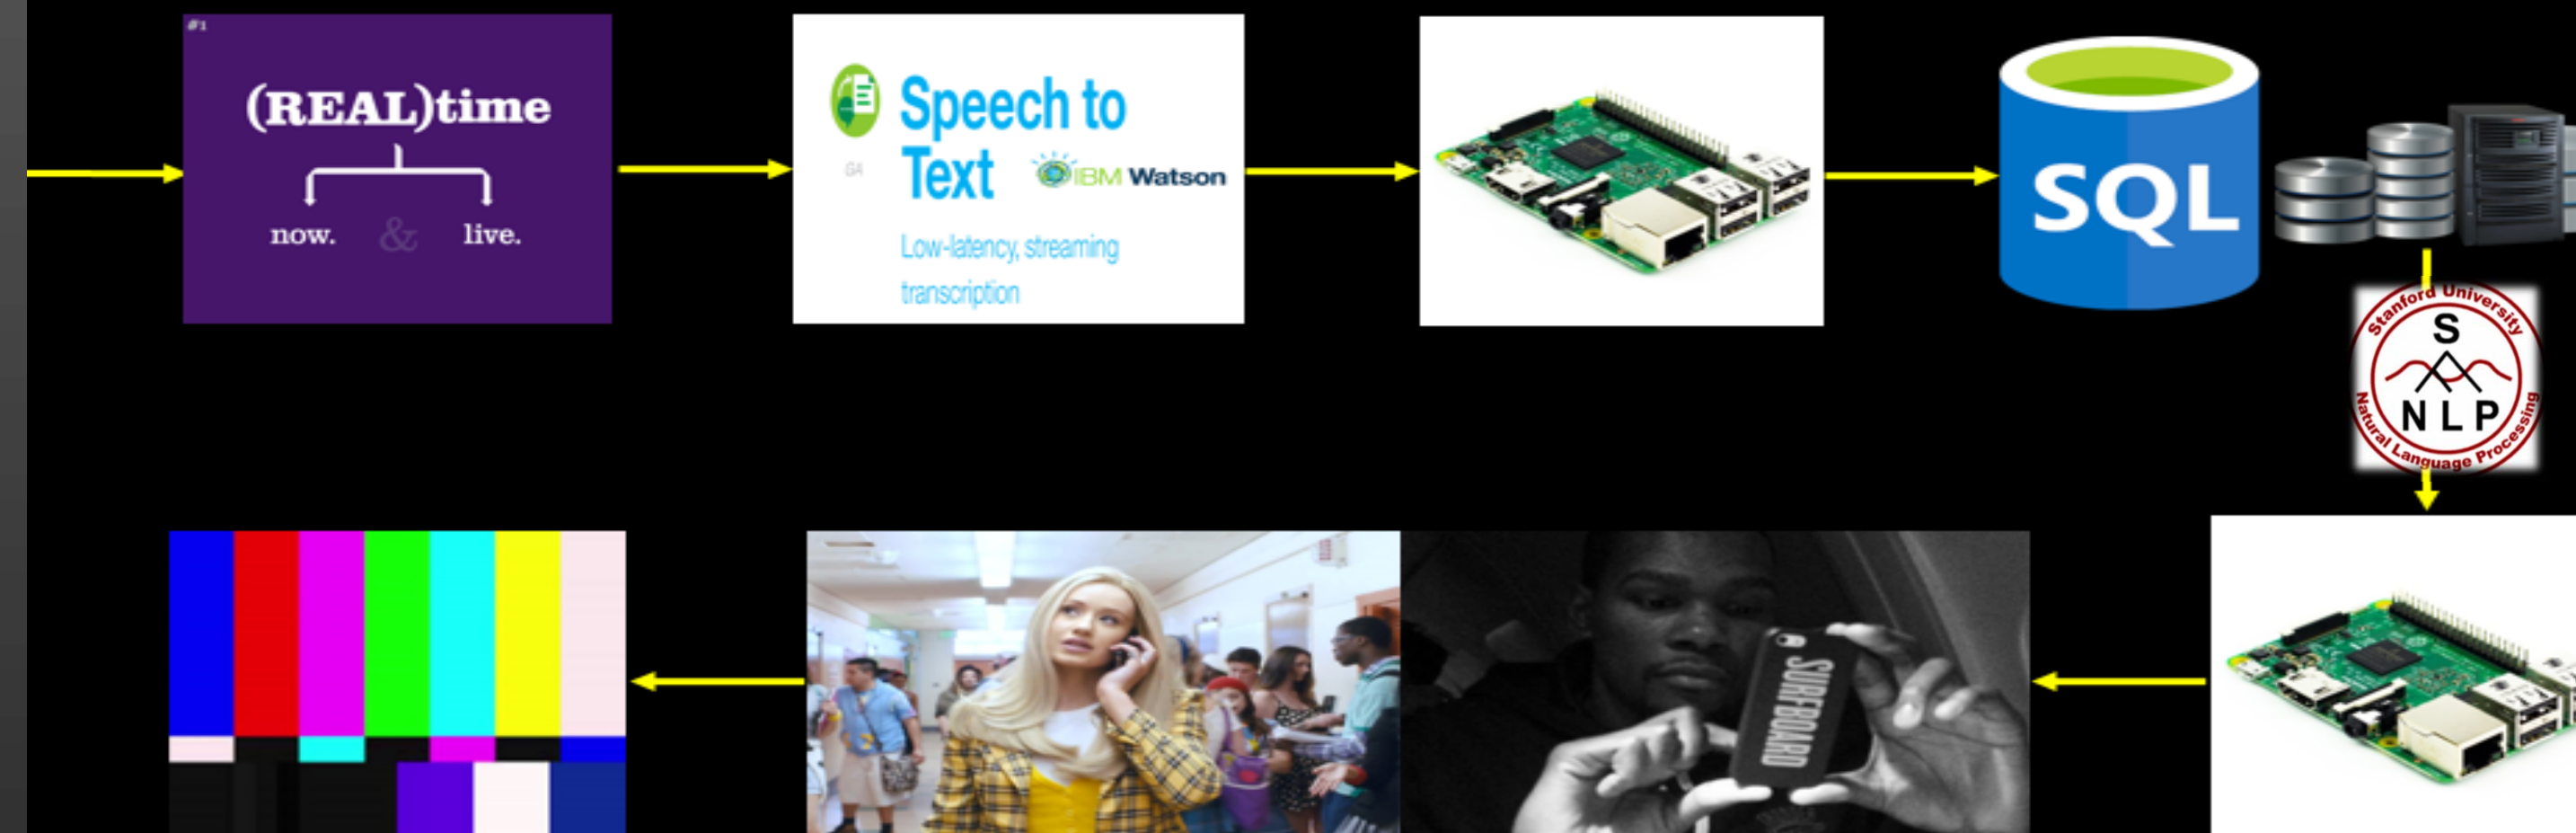 #1
(REAL)time
now. & live.
Speech to
Text
GA
IBM Watson
Low-latency, streaming
transcription
SQL
Stanford University
S
N L P
Natural Language Processing
SURFBOARD